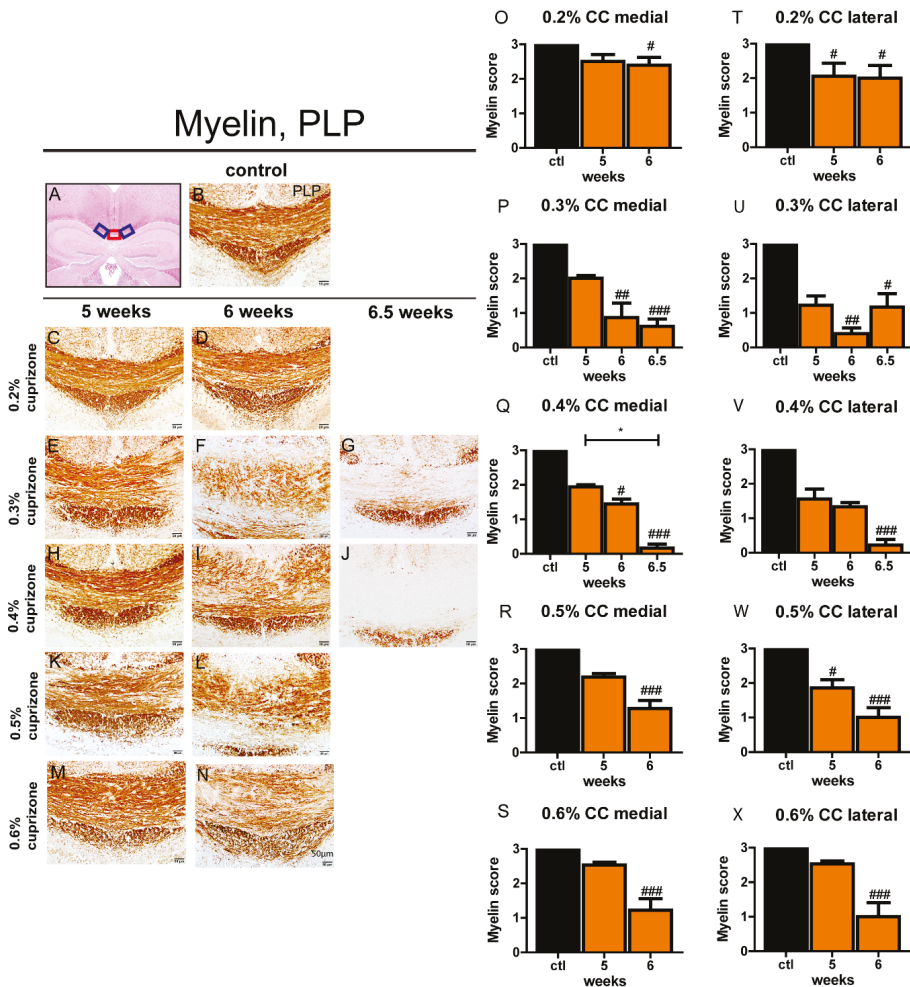 Myelin, PLP
control
A
B
PLP
5 weeks
6 weeks
6.5 weeks
0.2%
cuprizone
C
D
0.3%
cuprizone
E
F
G
0.4%
cuprizone
H
I
J
0.5%
cuprizone
K
L
0.6%
cuprizone
M
N
50µm
O
0.2% CC medial
Myelin score
3
2
1
0
#
ctl
5
6
weeks
T
0.2% CC lateral
Myelin score
3
2
1
0
#
#
ctl
5
6
weeks
P
0.3% CC medial
Myelin score
3
2
1
0
##
###
ctl
5
6
6.5
weeks
U
0.3% CC lateral
Myelin score
3
2
1
0
##
#
ctl
5
6
6.5
weeks
Q
0.4% CC medial
Myelin score
3
2
1
0
*
#
###
ctl
5
6
6.5
weeks
V
0.4% CC lateral
Myelin score
3
2
1
0
###
ctl
5
6
6.5
weeks
R
0.5% CC medial
Myelin score
3
2
1
0
###
ctl
5
6
weeks
W
0.5% CC lateral
Myelin score
3
2
1
0
#
###
ctl
5
6
weeks
S
0.6% CC medial
Myelin score
3
2
1
0
###
ctl
5
6
weeks
X
0.6% CC lateral
Myelin score
3
2
1
0
###
ctl
5
6
weeks